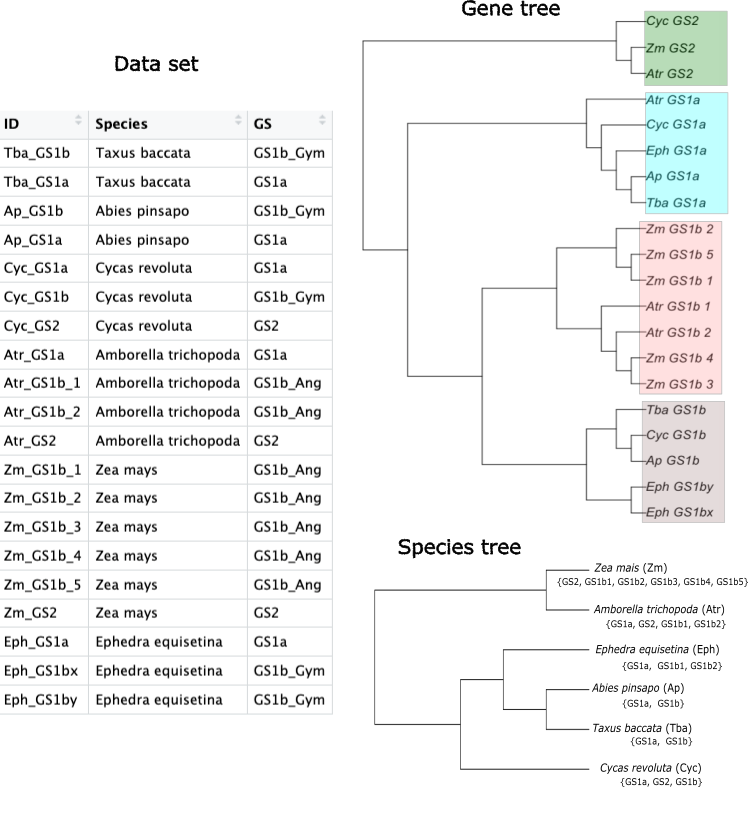 Data set
ID Species GS
Tba_GS1b Taxus baccata GS1b_Gym
Tba_GS1a Taxus baccata GS1a
Ap_GS1b Abies pinsapo GS1b_Gym
Ap_GS1a Abies pinsapo GS1a
Cyc_GS1a Cycas revoluta GS1a
Cyc_GS1b Cycas revoluta GS1b_Gym
Cyc_GS2 Cycas revoluta GS2
Atr_GS1a Amborella trichopoda GS1a
Atr_GS1b_1 Amborella trichopoda GS1b_Ang
Atr_GS1b_2 Amborella trichopoda GS1b_Ang
Atr_GS2 Amborella trichopoda GS2
Zm_GS1b_1 Zea mays GS1b_Ang
Zm_GS1b_2 Zea mays GS1b_Ang
Zm_GS1b_3 Zea mays GS1b_Ang
Zm_GS1b_4 Zea mays GS1b_Ang
Zm_GS1b_5 Zea mays GS1b_Ang
Zm_GS2 Zea mays GS2
Eph_GS1a Ephedra equisetina GS1a
Eph_GS1bx Ephedra equisetina GS1b_Gym
Eph_GS1by Ephedra equisetina GS1b_Gym
Gene tree
Cyc GS2
Zm GS2
Atr GS2
Atr GS1a
Cyc GS1a
Eph GS1a
Ap GS1a
Tba GS1a
Zm GS1b 2
Zm GS1b 5
Zm GS1b 1
Atr GS1b 1
Atr GS1b 2
Zm GS1b 4
Zm GS1b 3
Tba GS1b
Cyc GS1b
Ap GS1b
Eph GS1by
Eph GS1bx
Species tree
Zea mais (Zm)
{GS2, GS1b1, GS1b2, GS1b3, GS1b4, GS1b5}
Amborella trichopoda (Atr)
{GS1a, GS2, GS1b1, GS1b2}
Ephedra equisetina (Eph)
{GS1a, GS1b1, GS1b2}
Abies pinsapo (Ap)
{GS1a, GS1b}
Taxus baccata (Tba)
{GS1a, GS1b}
Cycas revoluta (Cyc)
{GS1a, GS2, GS1b}